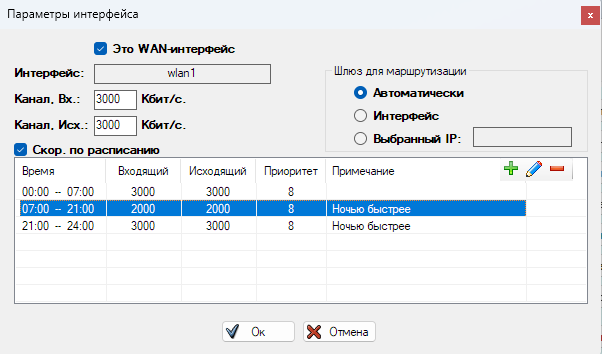 Параметры интерфейса
Это WAN-интерфейс
Интерфейс: wlan1
Шлюз для маршрутизации
Автоматически
Канал, Вх.: 3000 Кбит/с.
Интерфейс
Канал, Исх.: 3000 Кбит/с.
Выбранный IP:
Скор. по расписанию
Время Входящий Исходящий Приоритет Примечание
00:00 -- 07:00 3000 3000 8
07:00 -- 21:00 2000 2000 8 Ночью быстрее
21:00 -- 24:00 3000 3000 8 Ночью быстрее
Ок Отмена